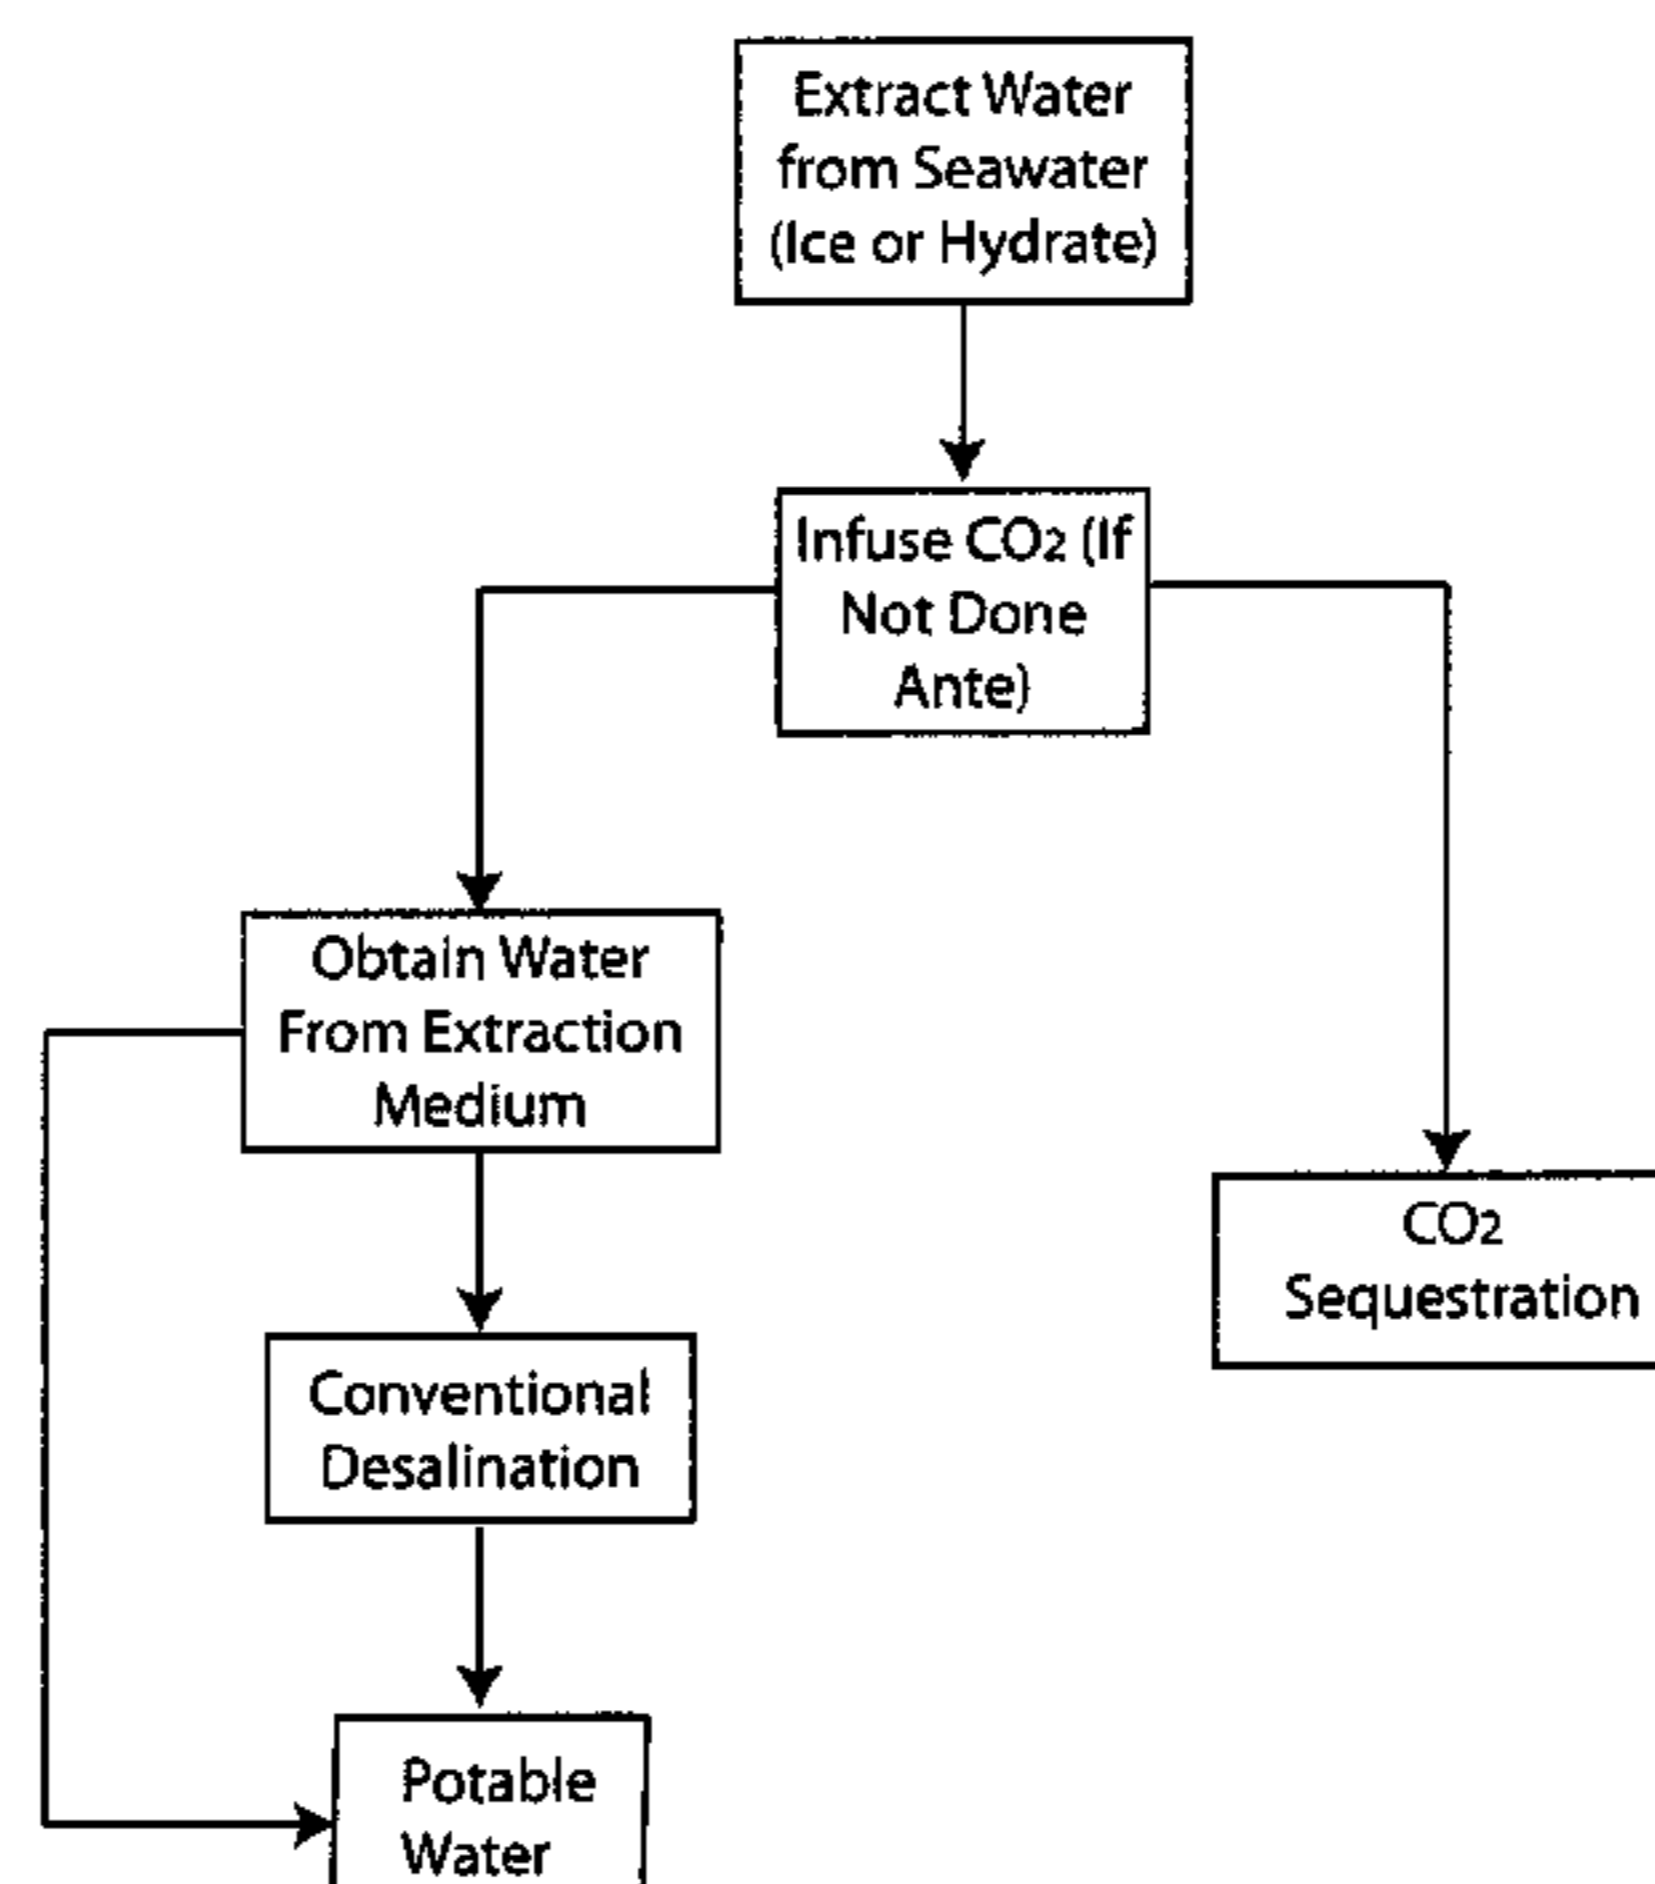 Extract Water
from Seawater
(Ice or Hydrate)
Infuse CO2 (If
Not Done
Ante)
Obtain Water
From Extraction
Medium
CO2
Sequestration
Conventional
Desalination
Potable
Water